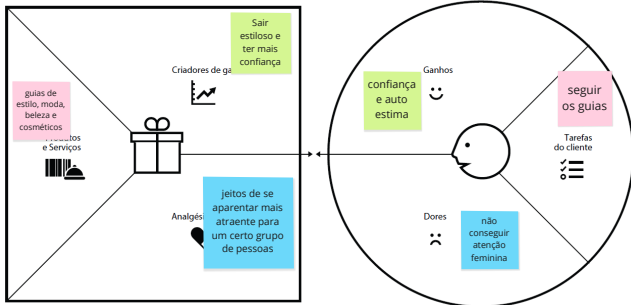 Sair
estiloso e
ter mais
confiança
Criadores de ga
guias de
estilo, moda,
beleza e
cosméticos
e Serviços
jeitos de se
aparentar mais
atraente para
um certo grupo
de pessoas
Analgési
Ganhos
confiança
e auto
estima
seguir
os guias
Tarefas
do cliente
Dores
não
conseguir
atenção
feminina